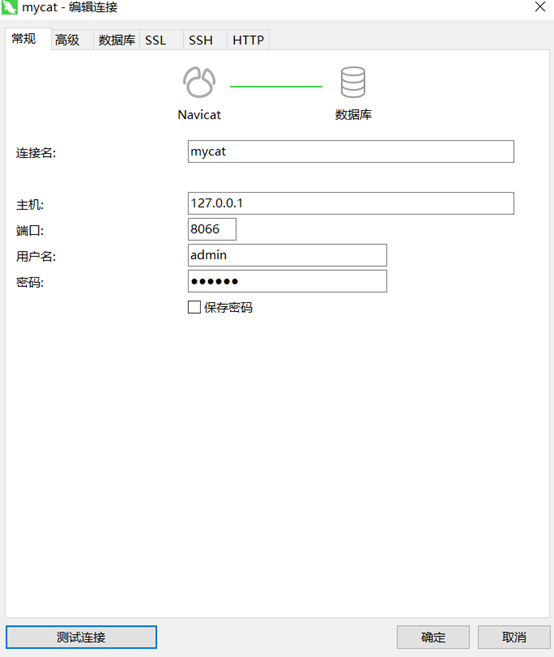 mycat - 编辑连接
常规 高级 数据库 SSL SSH HTTP
Navicat 数据库
连接名: mycat
主机: 127.0.0.1
端口: 8066
用户名: admin
密码: ●●●●●●
保存密码
测试连接 确定 取消